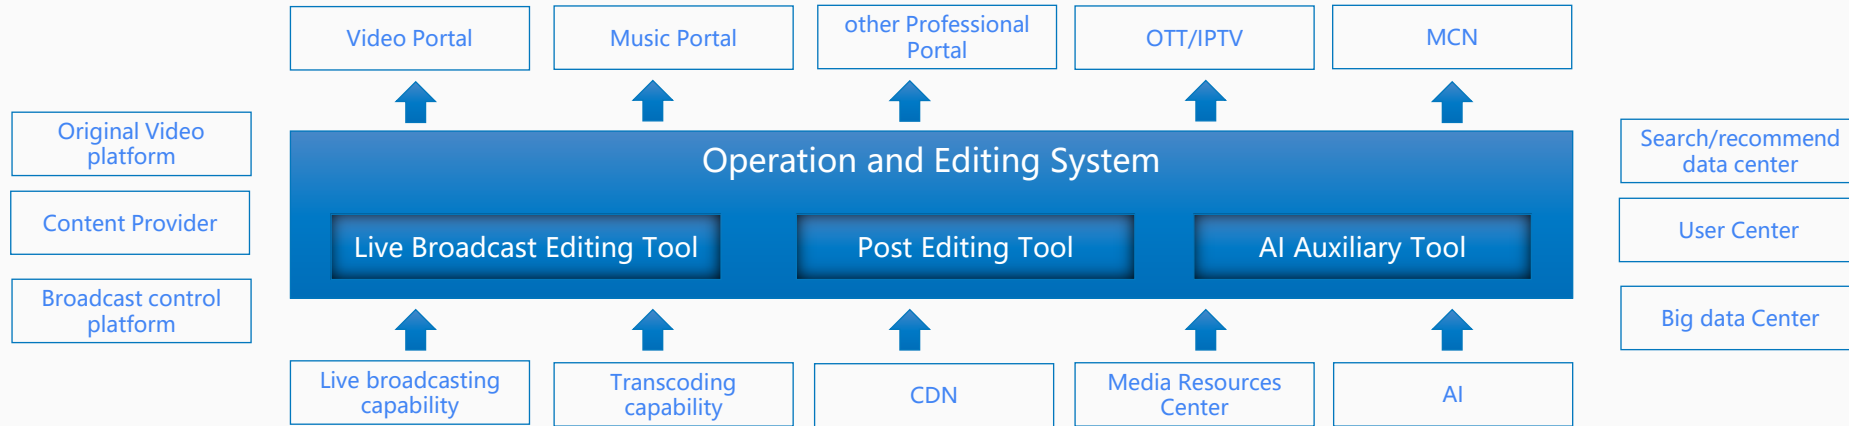 Video Portal
Music Portal
other Professional
Portal
OTT/IPTV
MCN
Original Video
platform
Content Provider
Broadcast control
platform
Operation and Editing System
Live Broadcast Editing Tool
Post Editing Tool
AI Auxiliary Tool
Search/recommend
data center
User Center
Big data Center
Live broadcasting
capability
Transcoding
capability
CDN
Media Resources
Center
AI